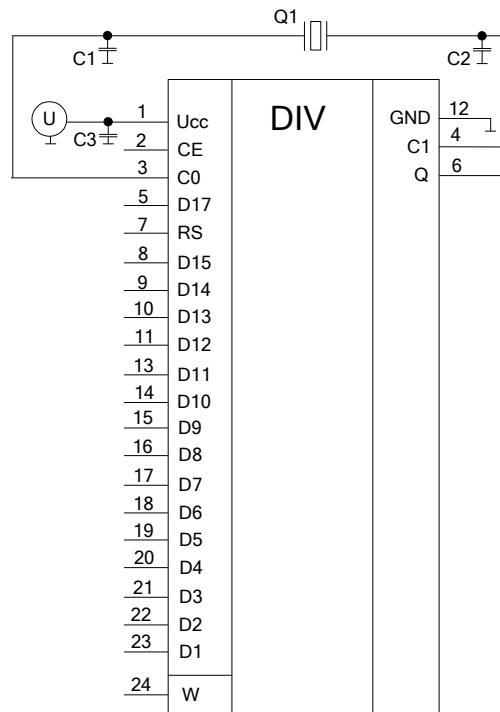 Q1
C1
C2
U
C3
1
Ucc
DIV
GND
12
2
CE
C1
4
3
C0
Q
6
5
D17
7
RS
8
D15
9
D14
10
D13
11
D12
13
D11
14
D10
15
D9
16
D8
17
D7
18
D6
19
D5
20
D4
21
D3
22
D2
23
D1
24
W